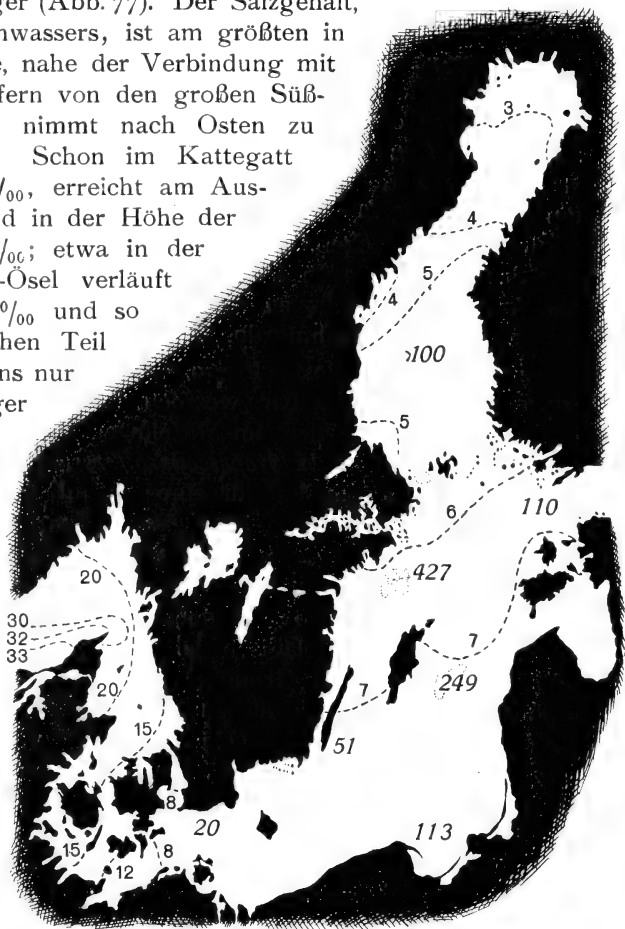 ger (Abb. 77). Der Salzgehalt,
nwassers, ist am größten in
e, nahe der Verbindung mit
fern von den großen Süß-
nimmt nach Osten zu
Schon im Kattegatt
/₀₀, erreicht am Aus-
d in der Höhe der
/₀₀; etwa in der
-Ösel verläuft
⁰/₀₀ und so
hen Teil
ns nur
ger
3
4
5
4
100
5
6
110
20
427
30
32
33
7
20
7
249
15
51
8
20
113
15
12
8